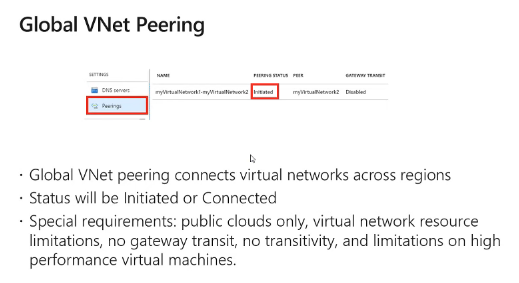 Global VNet Peering
SETTINGS
NAME PEERING STATUS PEER GATEWAY TRANSIT
DNS servers
myVirtualNetwork1-myVirtualNetwork2 Initiated myVirtualNetwork2 Disabled
Peerings
· Global VNet peering connects virtual networks across regions
· Status will be Initiated or Connected
· Special requirements: public clouds only, virtual network resource
limitations, no gateway transit, no transitivity, and limitations on high
performance virtual machines.